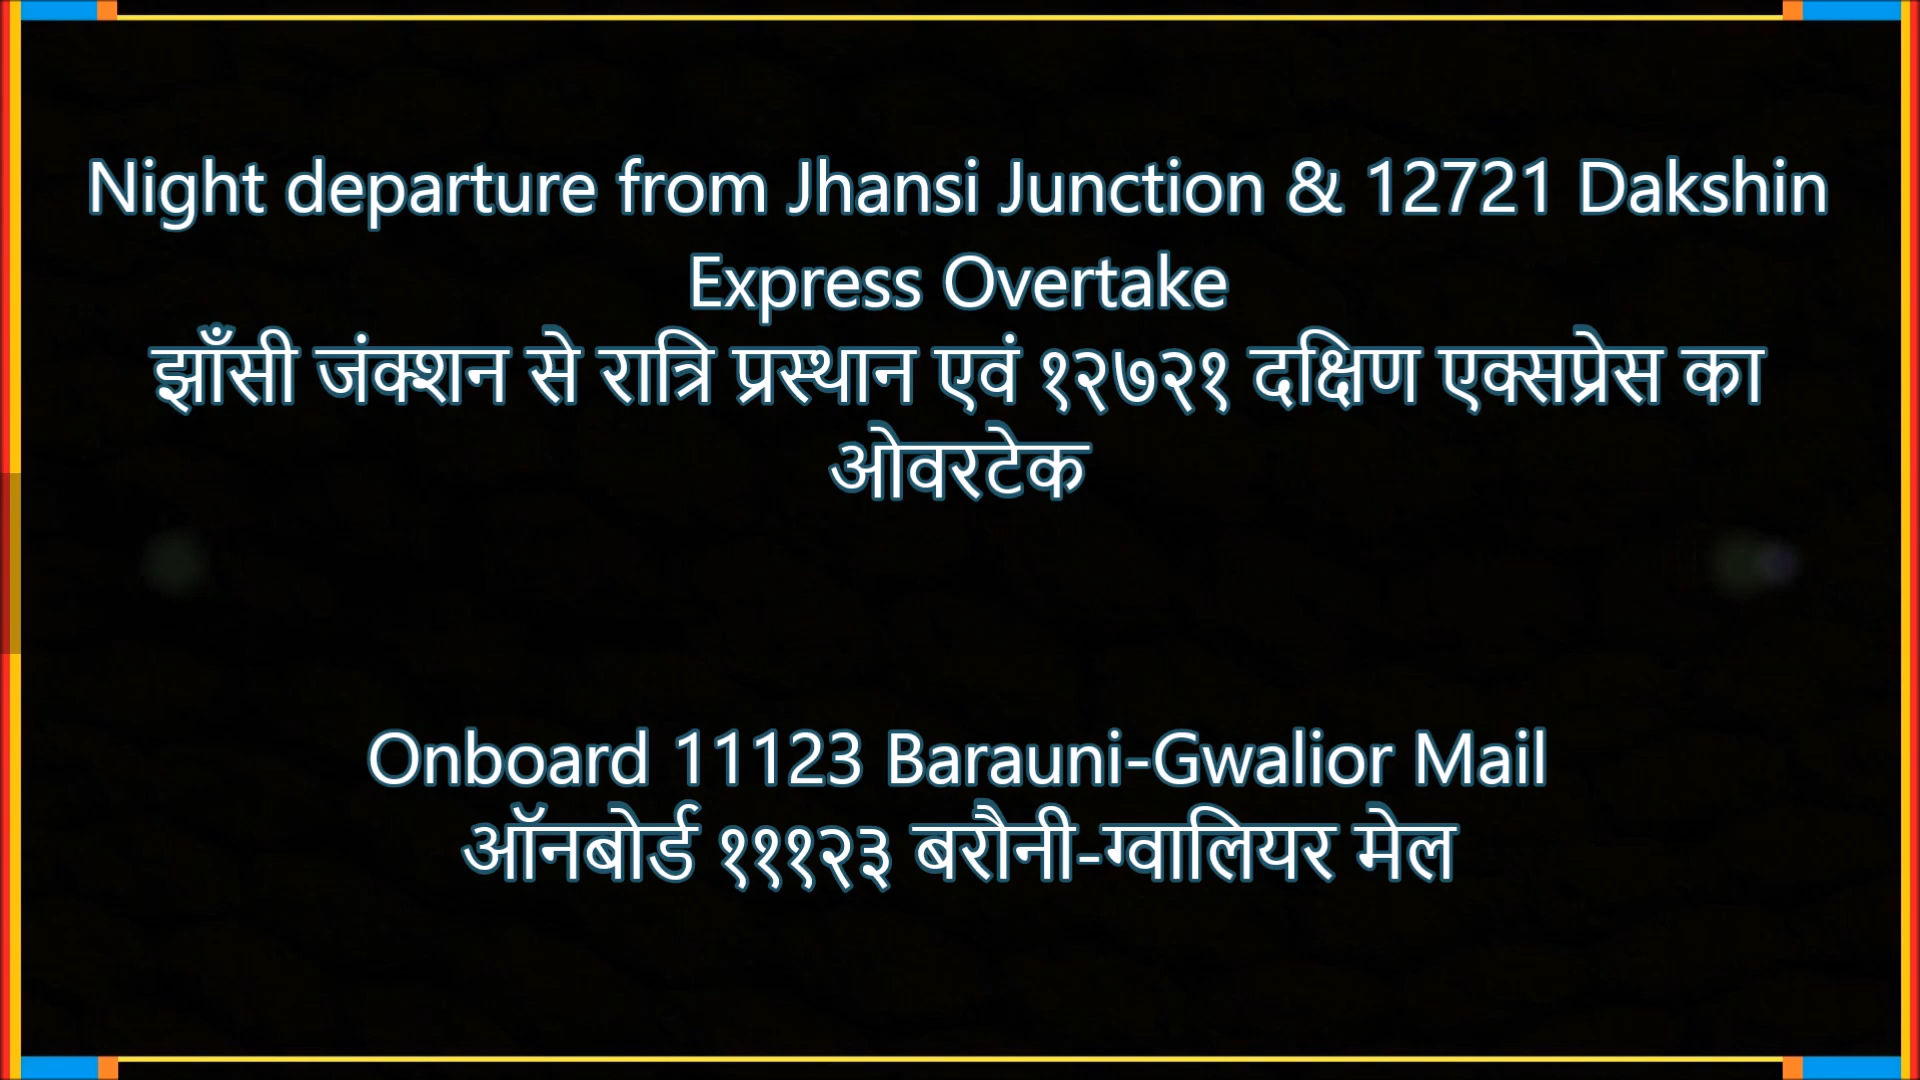 Night departure from Jhansi Junction & 12721 Dakshin
Express Overtake
झाँसी जंक्शन से रात्रि प्रस्थान एवं १२७२१ दक्षिण एक्सप्रेस का
ओवरटेक
Onboard 11123 Barauni-Gwalior Mail
ऑनबोर्ड १११२३ बरौनी-ग्वालियर मेल